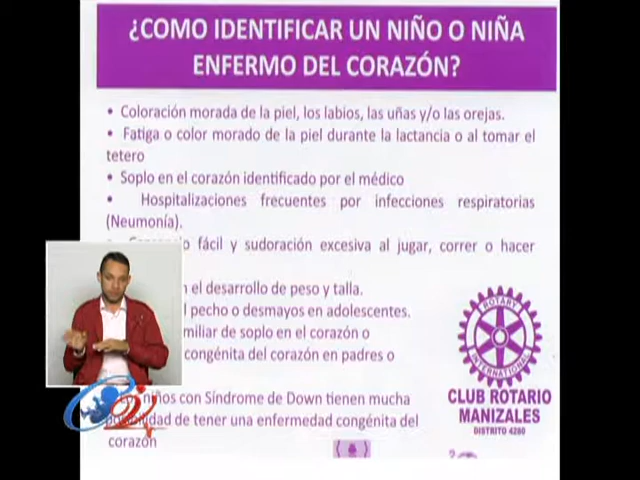 ¿COMO IDENTIFICAR UN NIÑO O NIÑA
ENFERMO DEL CORAZÓN?
• Coloración morada de la piel, los labios, las uñas y/o las orejas.
• Fatiga o color morado de la piel durante la lactancia o al tomar el
tetero
• Soplo en el corazón identificado por el médico
• Hospitalizaciones frecuentes por infecciones respiratorias
(Neumonía).
fácil y sudoración excesiva al jugar, correr o hacer
el desarrollo de peso y talla.
pecho o desmayos en adolescentes.
miliar de soplo en el corazón o
congénita del corazón en padres o
niños con Síndrome de Down tienen mucha
de tener una enfermedad congénita del
corazón
ROTARY
INTERNATIONAL
CLUB ROTARIO
MANIZALES
DISTRITO 4280